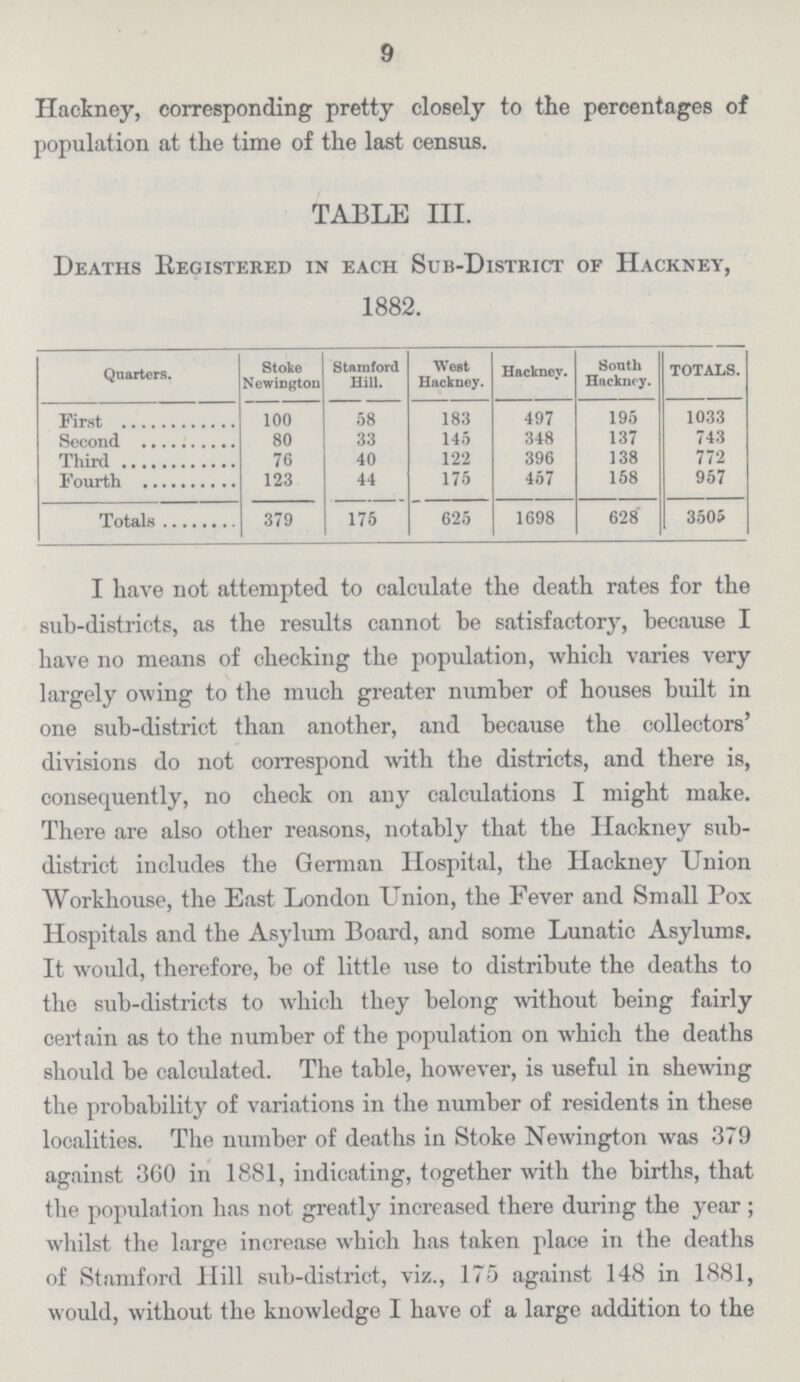 9
Hackney, corresponding pretty closely to the percentages of
population at the time of the last census.
TABLE III.
Deaths Registered in each Sub-District of Hackney,
1882.
Quarters. Stoke Newington Stamford Hill. West Hackney. Hackney. South Hackney. TOTALS.
First ............ 100 58 183 497 195 1033
Second .......... 80 33 145 348 137 743
Third ............ 76 40 122 396 138 772
Fourth .......... 123 44 175 457 158 957
Totals ........ 379 175 625 1698 628 3505
I have not attempted to calculate the death rates for the
sub-districts, as the results cannot be satisfactory, because I
have no means of checking the population, which varies very
largely owing to the much greater number of houses built in
one sub-district than another, and because the collectors'
divisions do not correspond with the districts, and there is,
consequently, no check on any calculations I might make.
There are also other reasons, notably that the Hackney sub-
district includes the German Hospital, the Hackney Union
Workhouse, the East London Union, the Fever and Small Pox
Hospitals and the Asylum Board, and some Lunatic Asylums.
It would, therefore, be of little use to distribute the deaths to
the sub-districts to which they belong without being fairly
certain as to the number of the population on which the deaths
should be calculated. The table, however, is useful in shewing
the probability of variations in the number of residents in these
localities. The number of deaths in Stoke Newington was 379
against 360 in 1881, indicating, together with the births, that
the population has not greatly increased there during the year ;
whilst the large increase which has taken place in the deaths
of Stamford Hill sub-district, viz., 175 against 148 in 1881,
would, without the knowledge I have of a large addition to the